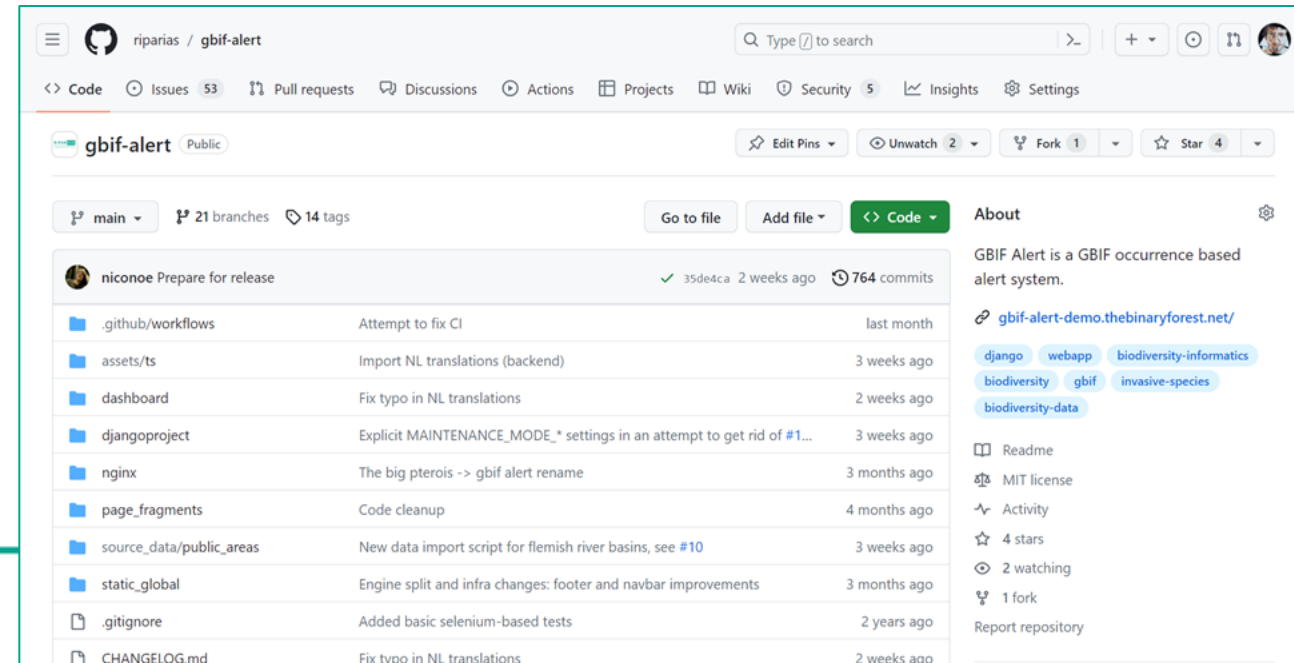 riparias / gbif-alert
Type / to search
<> Code Issues 53 Pull requests Discussions Actions Projects Wiki Security 5 Insights Settings
gbif-alert Public
Edit Pins Unwatch 2 Fork 1 Star 4
main 21 branches 14 tags
Go to file Add file <> Code
niconoe Prepare for release 35de4ca 2 weeks ago 764 commits
.github/workflows Attempt to fix CI last month
assets/ts Import NL translations (backend) 3 weeks ago
dashboard Fix typo in NL translations 2 weeks ago
djangoproject Explicit MAINTENANCE_MODE_* settings in an attempt to get rid of #1... 3 weeks ago
nginx The big pterois -> gbif alert rename 3 months ago
page_fragments Code cleanup 4 months ago
source_data/public_areas New data import script for flemish river basins, see #10 3 weeks ago
static_global Engine split and infra changes: footer and navbar improvements 3 months ago
.gitignore Added basic selenium-based tests 2 years ago
CHANGELOG.md Fix typo in NL translations 2 weeks ago
About
GBIF Alert is a GBIF occurrence based
alert system.
gbif-alert-demo.thebinaryforest.net/
django webapp biodiversity-informatics
biodiversity gbif invasive-species
biodiversity-data
Readme
MIT license
Activity
4 stars
2 watching
1 fork
Report repository